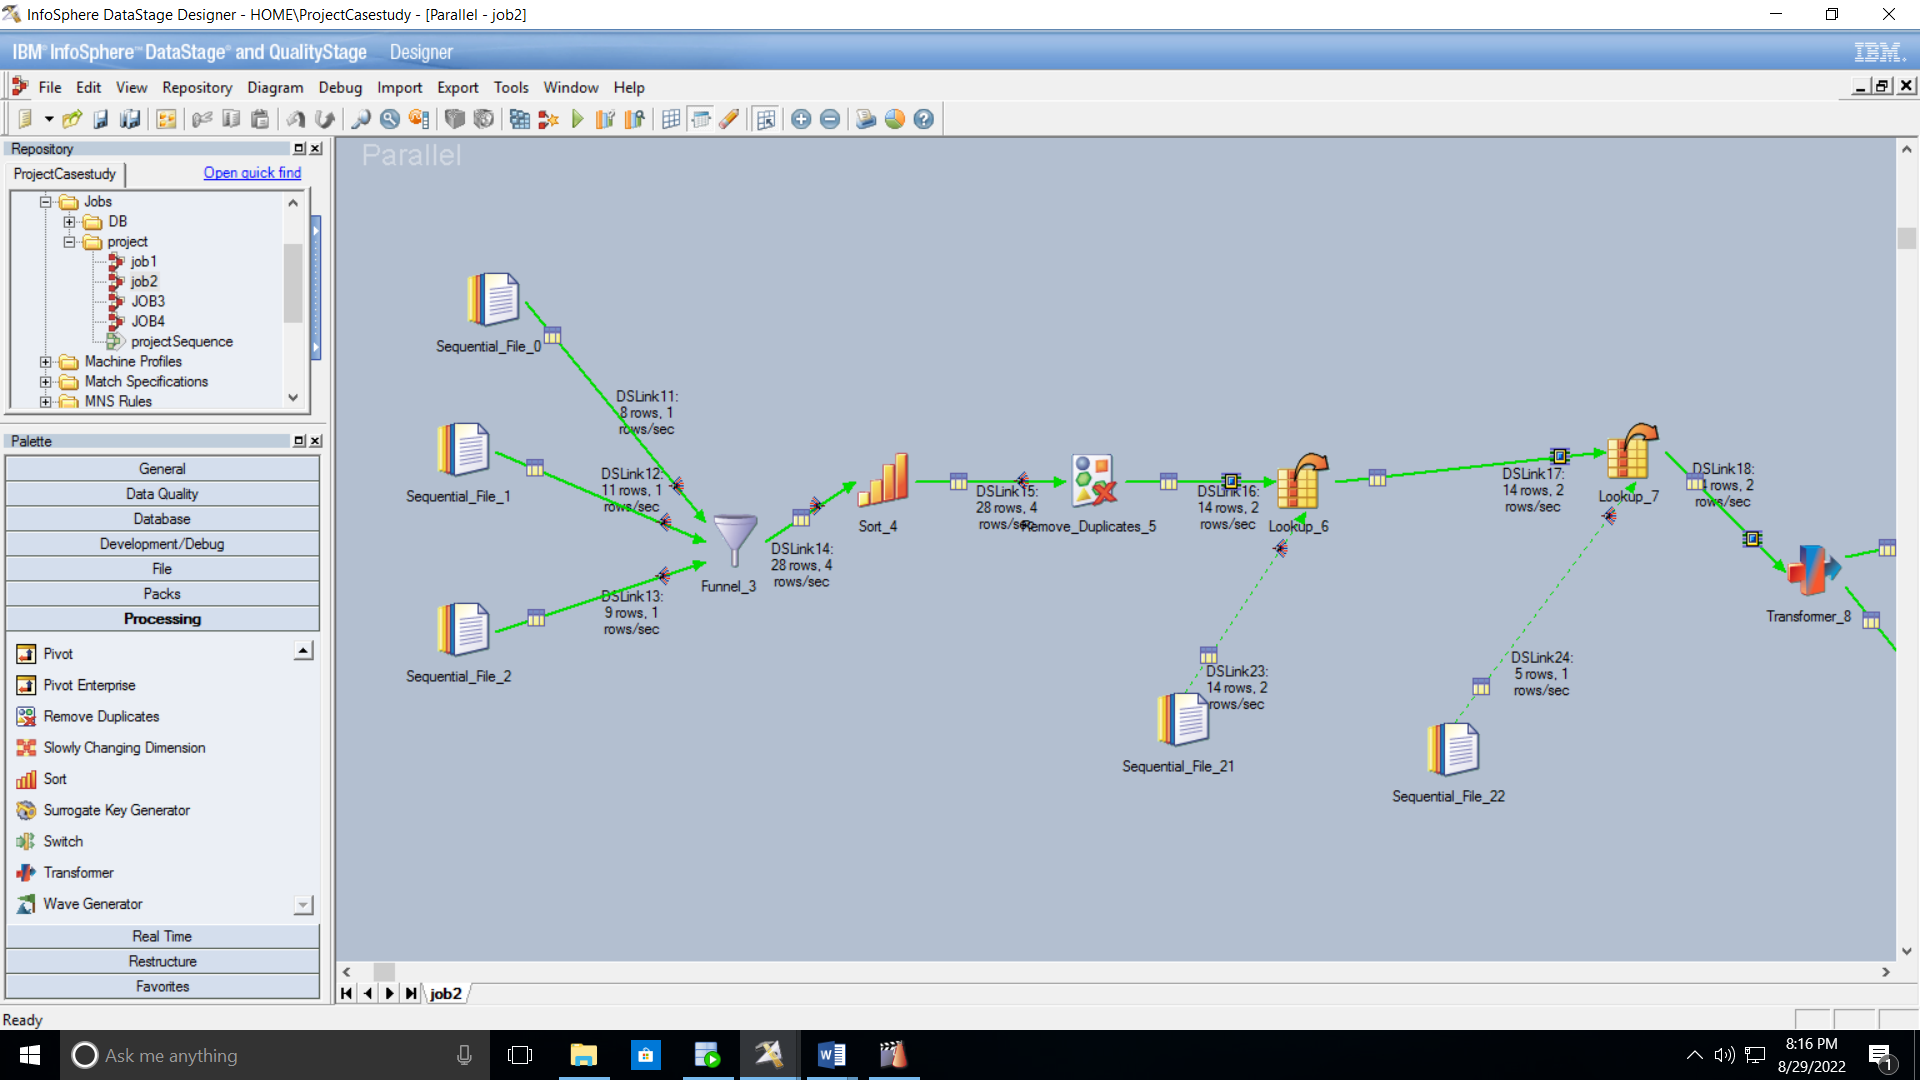 InfoSphere DataStage Designer - HOME\ProjectCasestudy - [Parallel - job2]
IBM InfoSphere DataStage and QualityStage Designer
IBM
File Edit View Repository Diagram Debug Import Export Tools Window Help
Repository
ProjectCasestudy
Open quick find
Jobs
DB
project
job1
job2
JOB3
JOB4
projectSequence
Machine Profiles
Match Specifications
MNS Rules
Palette
General
Data Quality
Database
Development/Debug
File
Packs
Processing
Pivot
Pivot Enterprise
Remove Duplicates
Slowly Changing Dimension
Sort
Surrogate Key Generator
Switch
Transformer
Wave Generator
Real Time
Restructure
Favorites
Parallel
Sequential_File_0
DSLink11:
8 rows, 1
rows/sec
Sequential_File_1
DSLink12:
11 rows, 1
rows/sec
Sequential_File_2
DSLink13:
9 rows, 1
rows/sec
Funnel_3
DSLink14:
28 rows, 4
rows/sec
Sort_4
DSLink15:
28 rows, 4
rows/sec
Remove_Duplicates_5
DSLink16:
14 rows, 2
rows/sec
Lookup_6
DSLink17:
14 rows, 2
rows/sec
Lookup_7
DSLink18:
rows, 2
rows/sec
Transformer_8
DSLink23:
14 rows, 2
rows/sec
Sequential_File_21
DSLink24:
5 rows, 1
rows/sec
Sequential_File_22
job2
Ready
Ask me anything
8:16 PM
8/29/2022
1